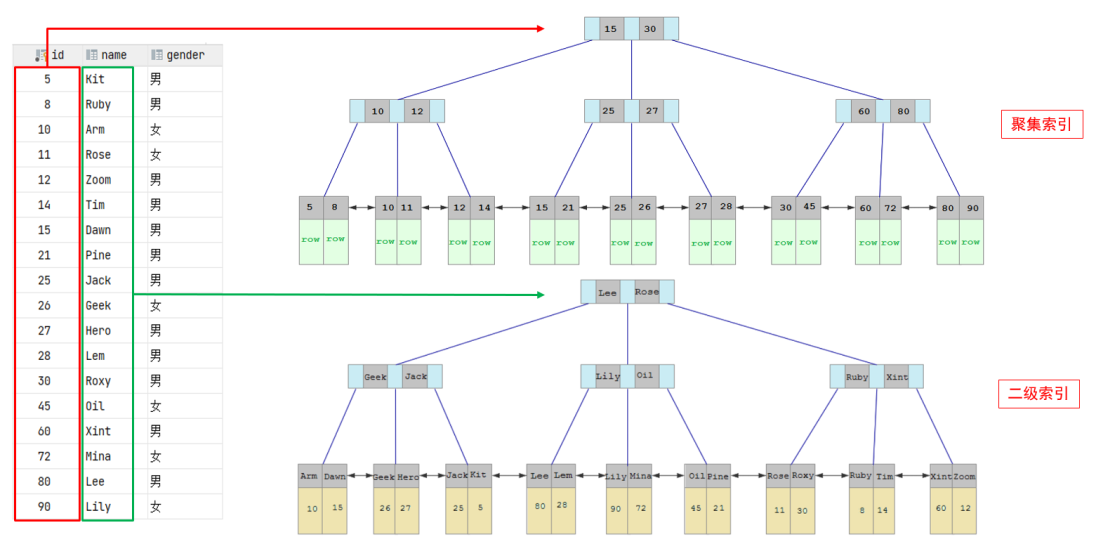 id name gender
5 Kit 男
8 Ruby 男
10 Arm 女
11 Rose 女
12 Zoom 男
14 Tim 男
15 Dawn 男
21 Pine 男
25 Jack 男
26 Geek 女
27 Hero 男
28 Lem 男
30 Roxy 男
45 Oil 女
60 Xint 男
72 Mina 女
80 Lee 男
90 Lily 女
15 30
10 12 25 27 60 80
聚集索引
5 8 10 11 12 14 15 21 25 26 27 28 30 45 60 72 80 90
row row row row row row row row row row row row row row row row row row
Lee Rose
Geek Jack Lily Oil Ruby Xint
二级索引
Arm Dawn Geek Hero Jack Kit Lee Lem Lily Mina Oil Pine Rose Roxy Ruby Tim Xint Zoom
10 15 26 27 25 5 80 28 90 72 45 21 11 30 8 14 60 12